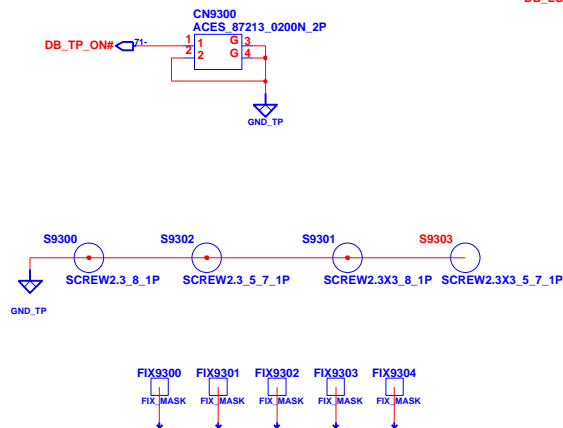 CN9300
ACES_87213_0200N_2P
DB_TP_ON# 71- 1 1 G 3
2 2 G 4
GND_TP
S9300 S9302 S9301 S9303
SCREW2.3_8_1P SCREW2.3_5_7_1P SCREW2.3X3_8_1P SCREW2.3X3_5_7_1P
GND_TP
FIX9300 FIX9301 FIX9302 FIX9303 FIX9304
FIX_MASK FIX_MASK FIX_MASK FIX_MASK FIX_MASK